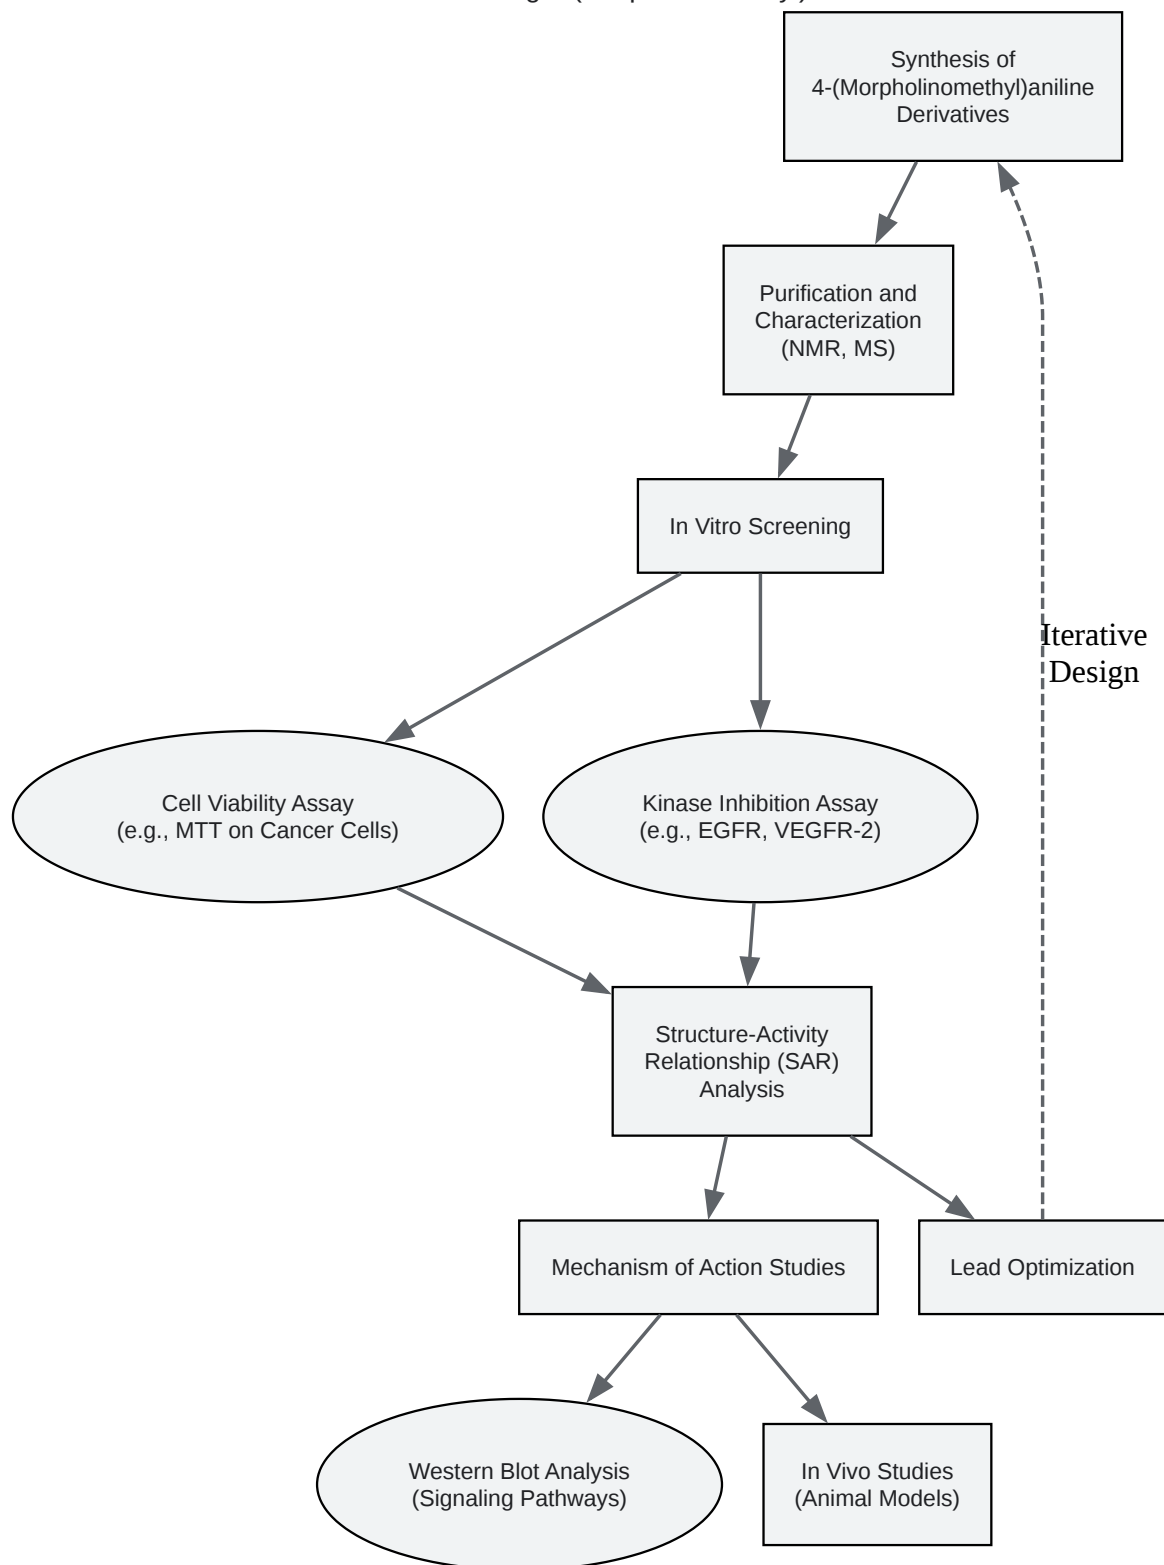 Synthesis of
4-(Morpholinomethyl)aniline
Derivatives
Purification and
Characterization
(NMR, MS)
In Vitro Screening
Iterative
Design
Cell Viability Assay
(e.g., MTT on Cancer Cells)
Kinase Inhibition Assay
(e.g., EGFR, VEGFR-2)
Structure-Activity
Relationship (SAR)
Analysis
Mechanism of Action Studies
Lead Optimization
Western Blot Analysis
(Signaling Pathways)
In Vivo Studies
(Animal Models)